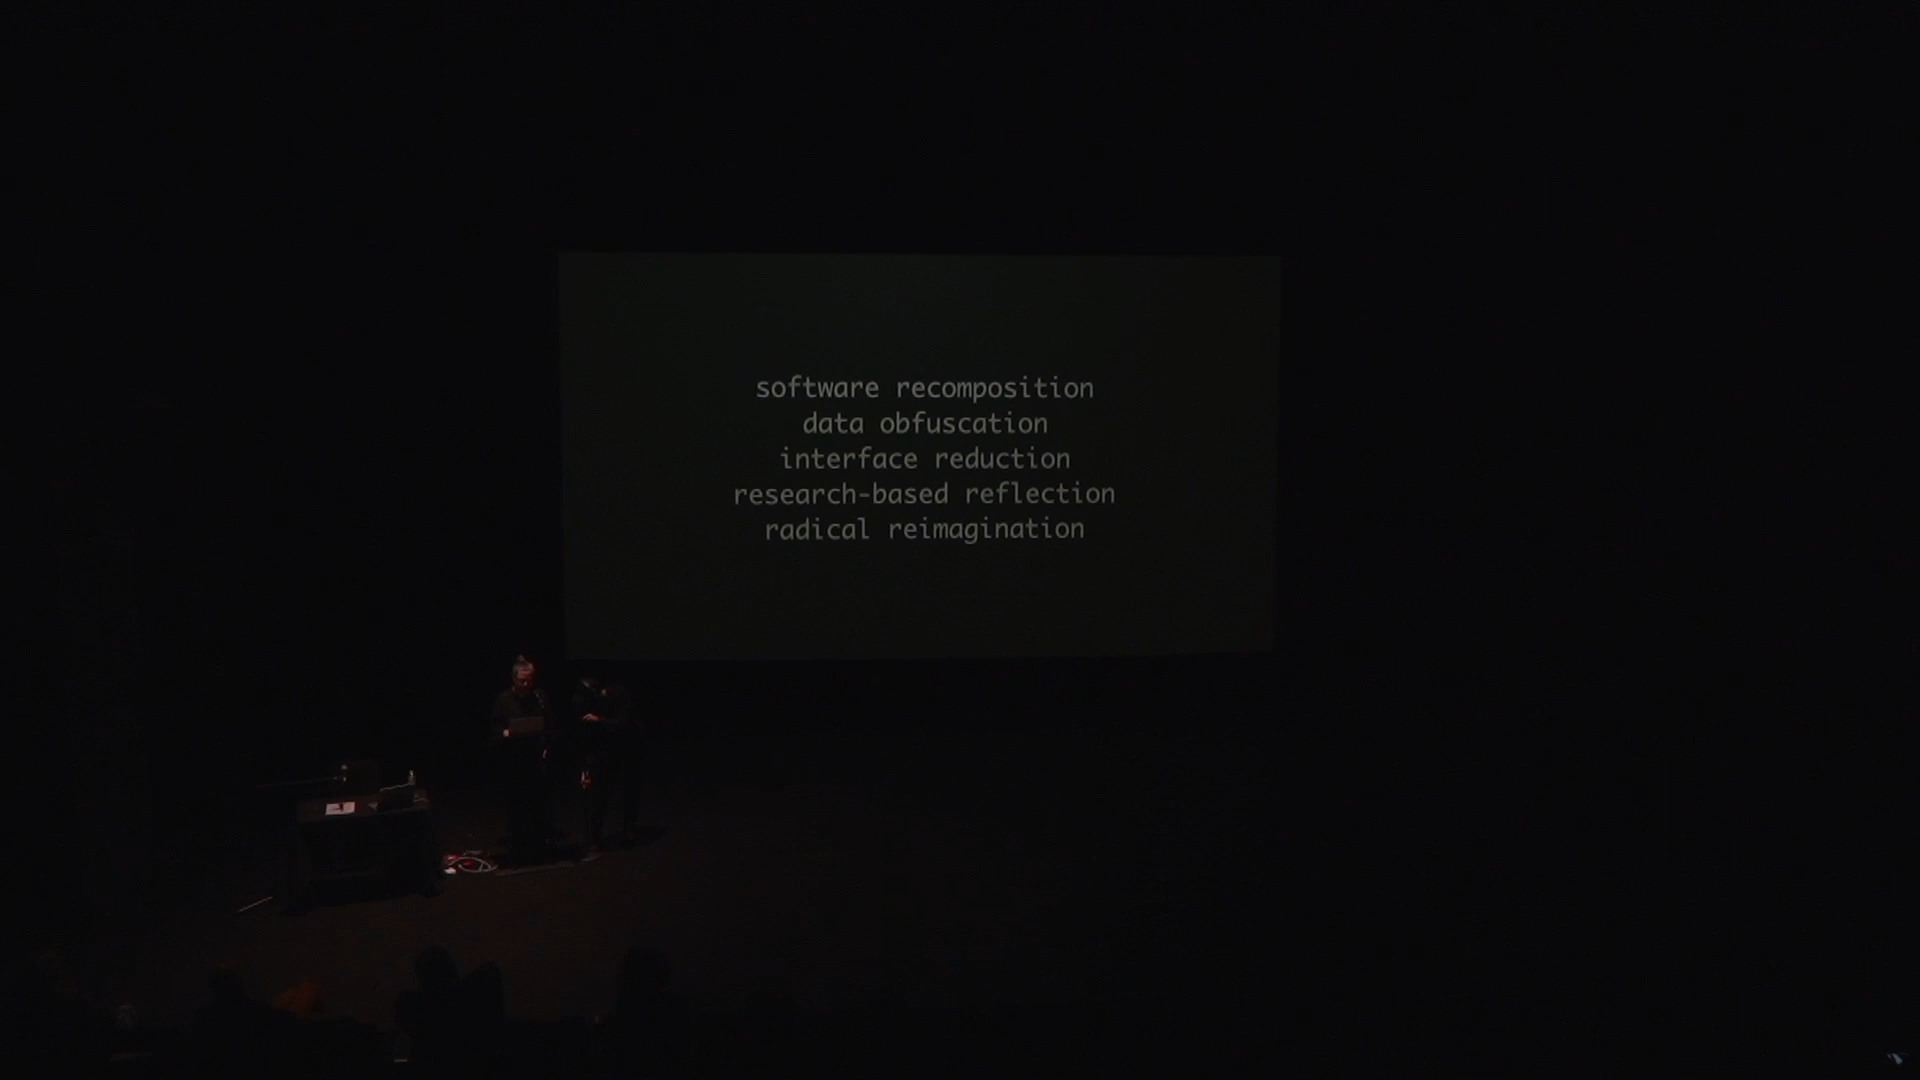 software recomposition
data obfuscation
interface reduction
research-based reflection
radical reimagination